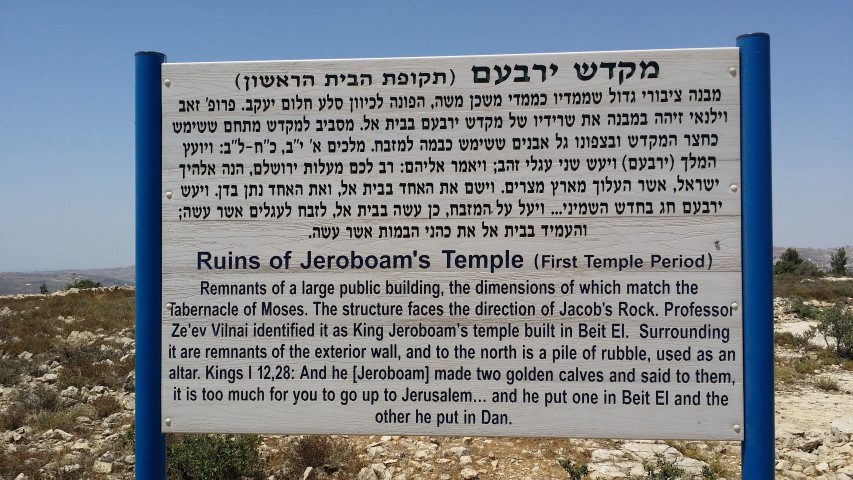 מקדש ירבעם (תקופת הבית הראשון)
מבנה ציבורי גדול שממדיו כממדי משכן משה, הפונה לכיוון סלע חלום יעקב. פרופ' זאב
וילנאי זיהה במבנה את שרידיו של מקדש ירבעם בבית אל. מסביב למקדש מתחם ששימש
כחצר המקדש ובצפונו גל אבנים ששימש כבמה למזבח. מלכים א' י"ב, כ"ח-ל"ב: ויועץ
המלך (ירבעם) ויעש שני עגלי זהב; ויאמר אליהם: רב לכם מעלות ירושלים, הנה אלהיך
ישראל, אשר העלוך מארץ מצרים. וישם את האחד בבית אל, ואת האחד נתן בדן. ויעש
ירבעם חג בחדש השמיני... ויעל על המזבח, כן עשה בבית אל, לזבח לעגלים אשר עשה;
והעמיד בבית אל את כהני הבמות אשר עשה.
Ruins of Jeroboam's Temple (First Temple Period)
Remnants of a large public building, the dimensions of which match the
Tabernacle of Moses. The structure faces the direction of Jacob's Rock. Professor
Ze'ev Vilnai identified it as King Jeroboam's temple built in Beit El. Surrounding
it are remnants of the exterior wall, and to the north is a pile of rubble, used as an
altar. Kings I 12,28: And he [Jeroboam] made two golden calves and said to them,
it is too much for you to go up to Jerusalem... and he put one in Beit El and the
other he put in Dan.